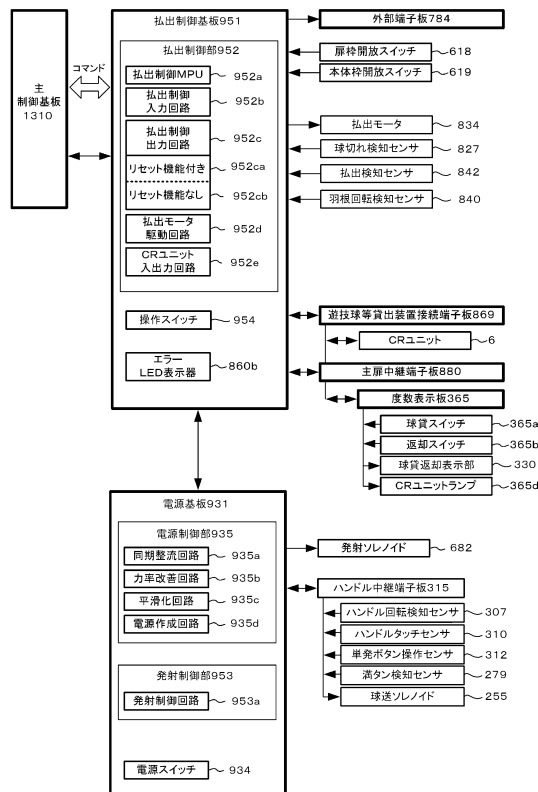 主
制御基板
1310
コマンド
払出制御基板951
払出制御部952
払出制御MPU
952a
払出制御
入力回路
952b
払出制御
出力回路
952c
リセット機能付き
952ca
リセット機能なし
952cb
払出モータ
駆動回路
952d
CRユニット
入出力回路
952e
操作スイッチ
954
エラー
LED表示器
860b
外部端子板784
扉枠開放スイッチ
618
本体枠開放スイッチ
619
払出モータ
834
球切れ検知センサ
827
払出検知センサ
842
羽根回転検知センサ
840
遊技球等貸出装置接続端子板869
CRユニット
6
主扉中継端子板880
度数表示板365
球貸スイッチ
365a
返却スイッチ
365b
球貸返却表示部
330
CRユニットランプ
365d
電源基板931
電源制御部935
同期整流回路
935a
力率改善回路
935b
平滑化回路
935c
電源作成回路
935d
発射制御部953
発射制御回路
953a
電源スイッチ
934
発射ソレノイド
682
ハンドル中継端子板315
ハンドル回転検知センサ
307
ハンドルタッチセンサ
310
単発ボタン操作センサ
312
満タン検知センサ
279
球送ソレノイド
255